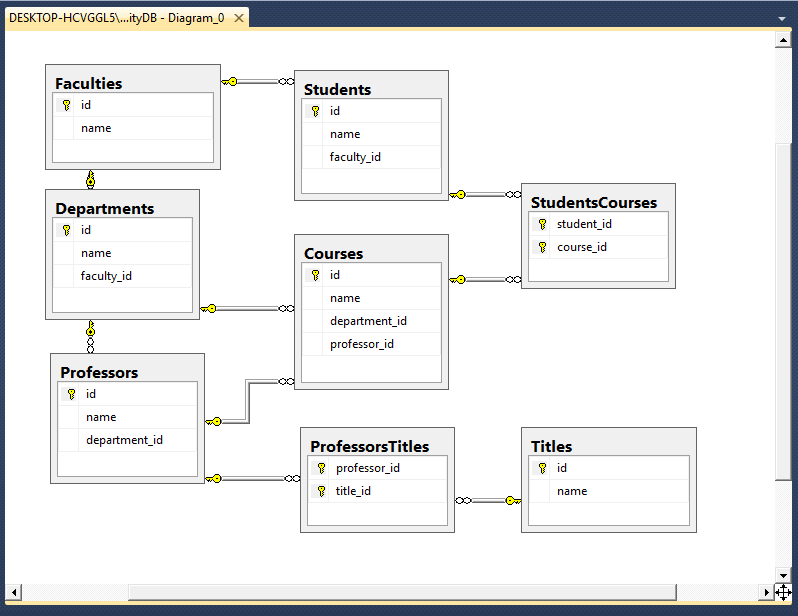 DESKTOP-HCVGGL5\...ityDB - Diagram_0
Faculties
id
name
Students
id
name
faculty_id
Departments
id
name
faculty_id
StudentsCourses
student_id
course_id
Courses
id
name
department_id
professor_id
Professors
id
name
department_id
ProfessorsTitles
professor_id
title_id
Titles
id
name